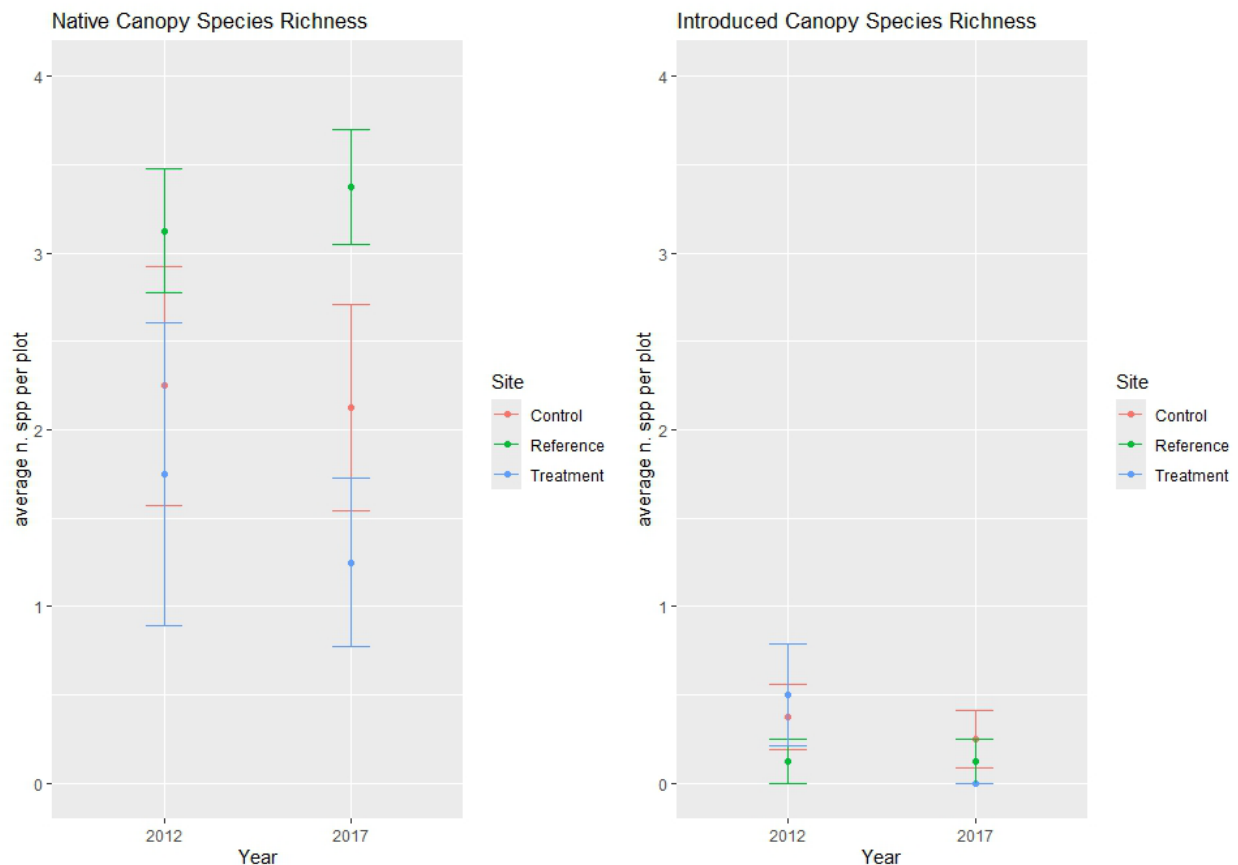 Native Canopy Species Richness
average n. spp per plot
4
3
2
1
0
2012 2017
Year
Site
Control
Reference
Treatment
Introduced Canopy Species Richness
average n. spp per plot
4
3
2
1
0
2012 2017
Year
Site
Control
Reference
Treatment